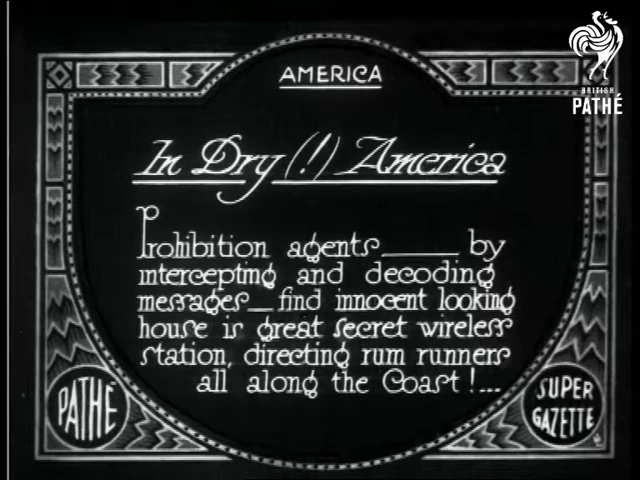 BRITISH
PATHÉ
AMERICA
In Dry (!) America
Prohibition agents ____ by
intercepting and decoding
messages __ find innocent looking
house is great secret wireless
station, directing rum runners
all along the Coast !...
PATHÉ
SUPER
GAZETTE